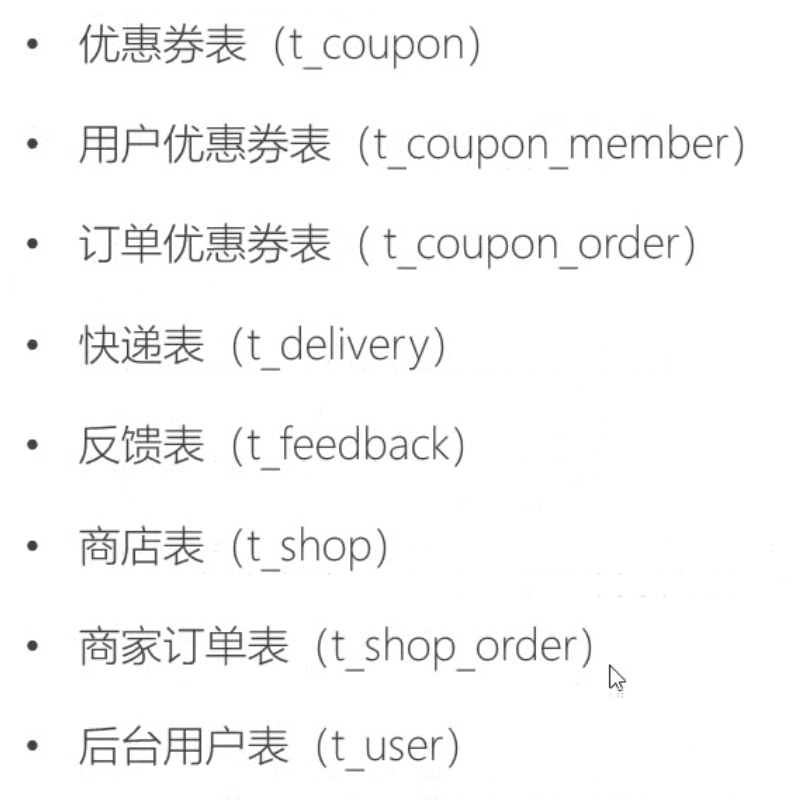 • 优惠券表（t_coupon）
• 用户优惠券表（t_coupon_member）
• 订单优惠券表（ t_coupon_order）
• 快递表（t_delivery）
• 反馈表（t_feedback）
• 商店表（t_shop）
• 商家订单表（t_shop_order）
• 后台用户表（t_user）